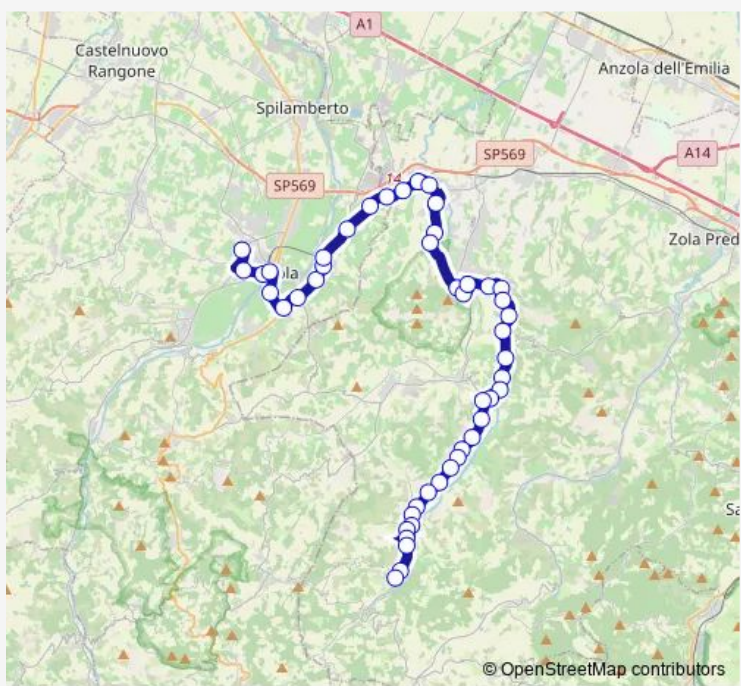 A1
Castelnuovo
Rangone
Anzola dell'Emilia
Spilamberto
SP569
A14
14
SP569
Zola Pred
ola
Sa
© OpenStreetMap contributors